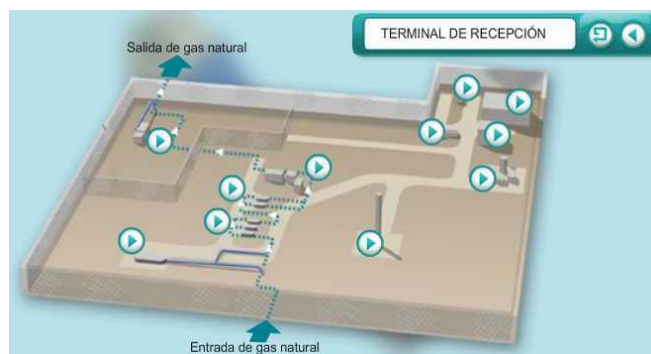 TERMINAL DE RECEPCIÓN
Salida de gas natural
Entrada de gas natural